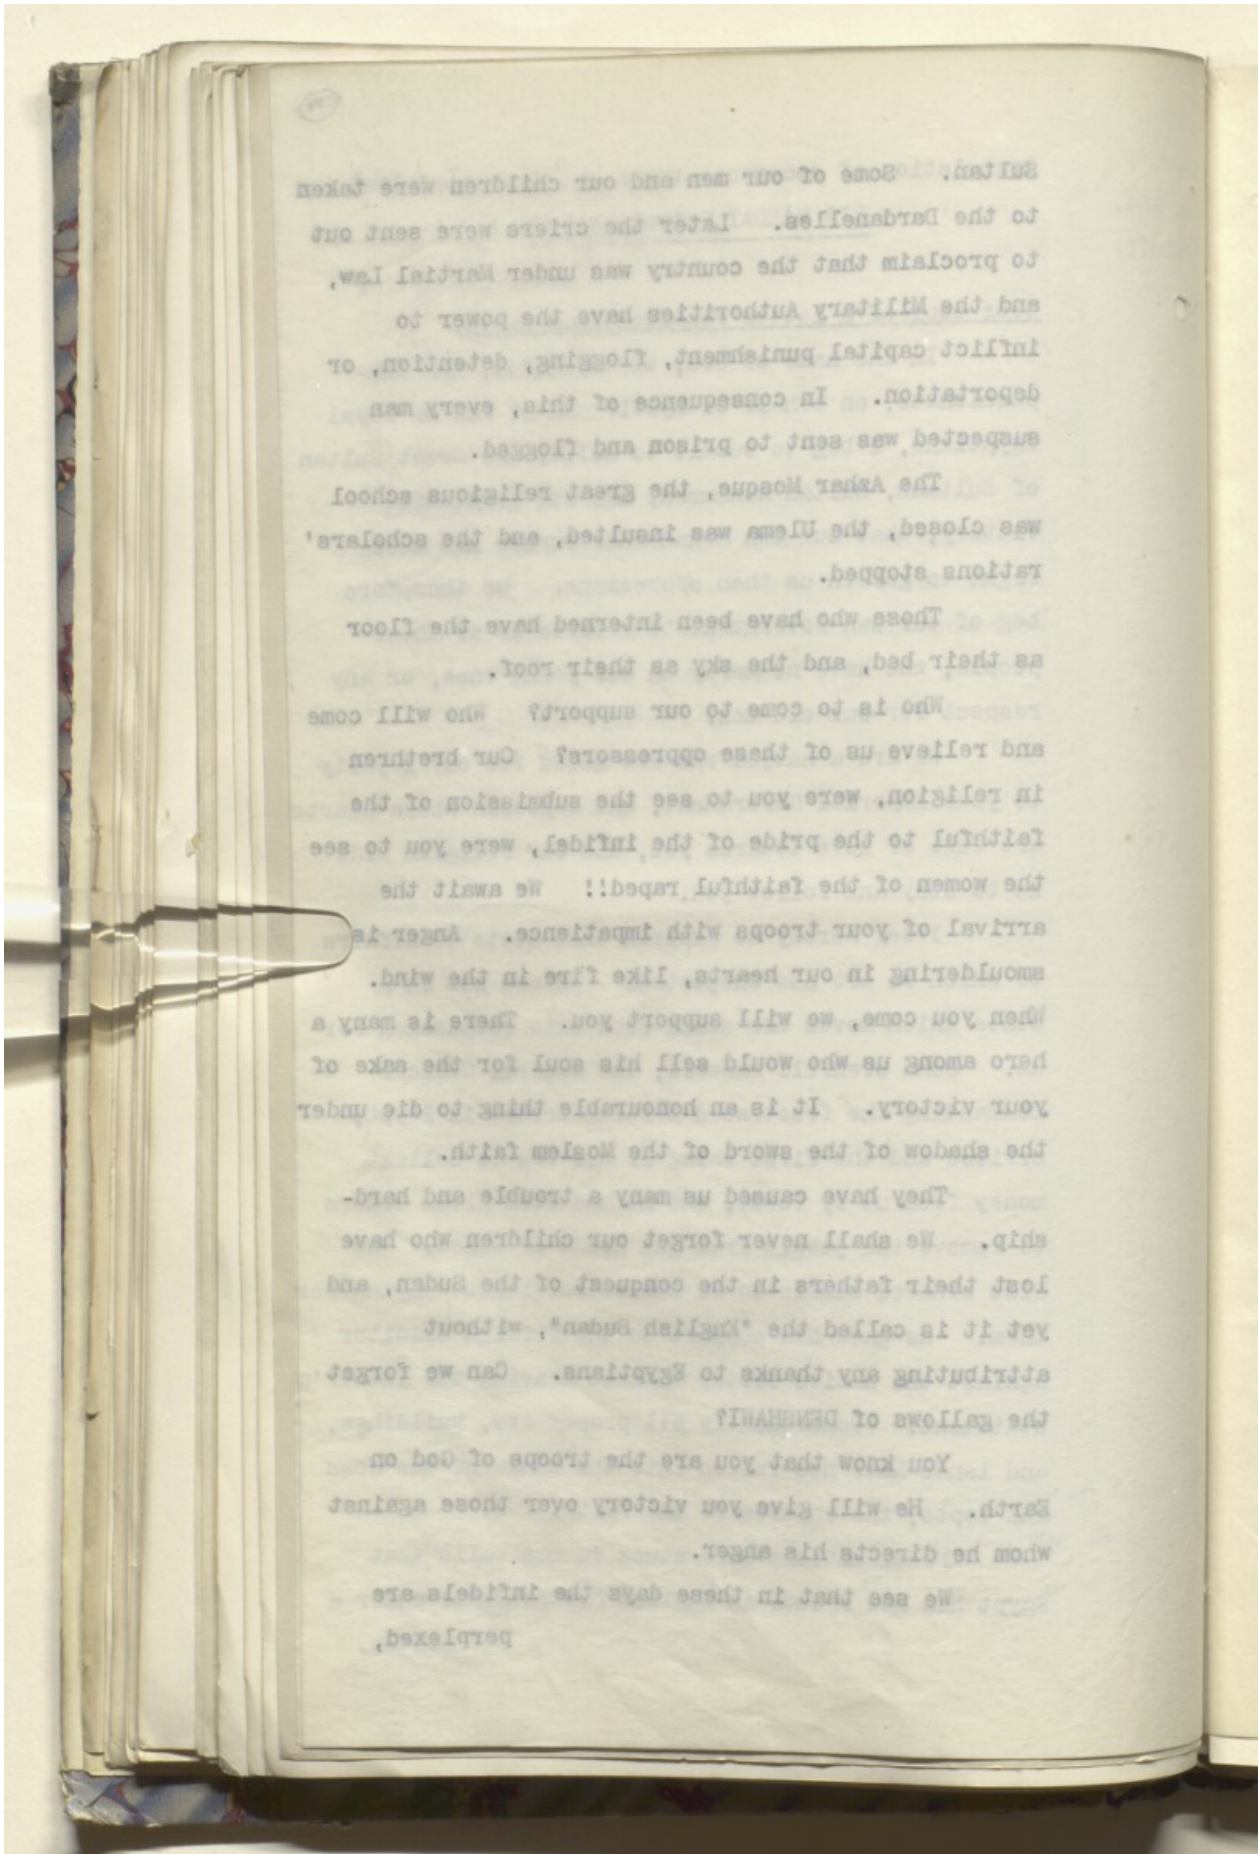 Sultan. Some of our men and our children were taken
to the Dardanelles. Later the criers were sent out
to proclaim that the country was under Martial Law,
and the Military Authorities have the power to
inflict capital punishment, flogging, detention, or
deportation. In consequence of this, every man
suspected was sent to prison and flogged.
The Azhar Mosque, the great religious school
was closed, the Ulema was insulted, and the scholars'
rations stopped.
Those who have been interned have the floor
as their bed, and the sky as their roof.
Who is to come to our support? Who will come
and relieve us of these oppressors? Our brethren
in religion, were you to see the submission of the
faithful to the pride of the infidel, were you to see
the women of the faithful raped!! We await the
arrival of your troops with impatience. Anger is
smouldering in our hearts, like fire in the wind.
When you come, we will support you. There is many a
hero among us who would sell his soul for the sake of
your victory. It is an honourable thing to die under
the shadow of the sword of the Moslem faith.
They have caused us many a trouble and hard-
ship. We shall never forget our children who have
lost their fathers in the conquest of the Sudan, and
yet it is called the "English Sudan", without
attributing any thanks to Egyptians. Can we forget
the gallows of DENSHAWI?
You know that you are the troops of God on
Earth. He will give you victory over those against
whom he directs his anger.
We see that in these days the infidels are
perplexed,